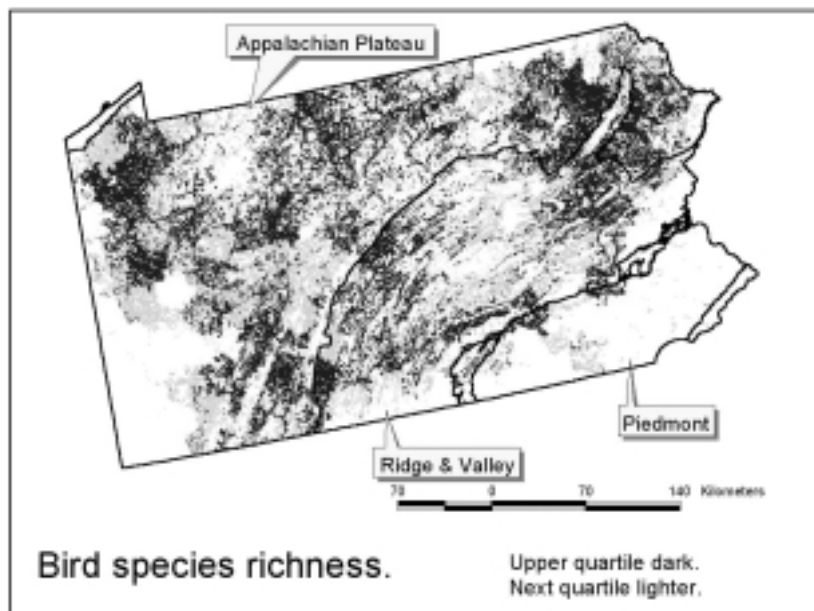 Appalachian Plateau
Piedmont
Ridge & Valley
70 0 70 140 Kilometers
Bird species richness.
Upper quartile dark.
Next quartile lighter.